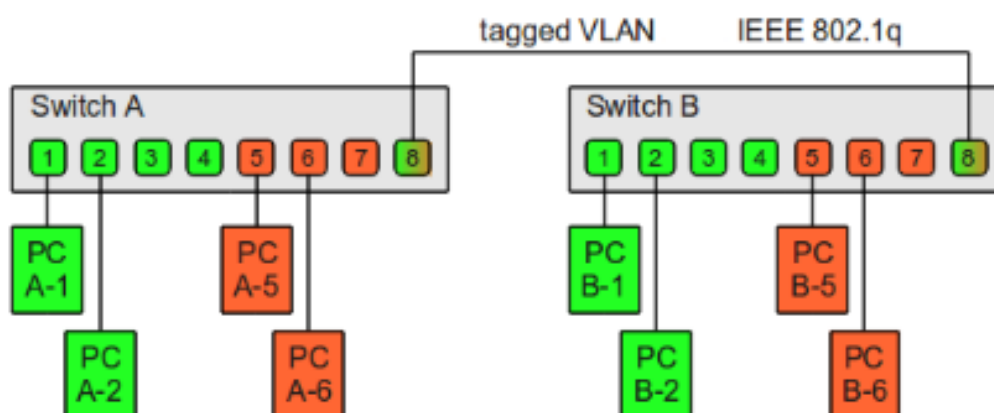 tagged VLAN IEEE 802.1q
Switch A
1 2 3 4 5 6 7 8
PC
A-1
PC
A-5
PC
A-2
PC
A-6
Switch B
1 2 3 4 5 6 7 8
PC
B-1
PC
B-5
PC
B-2
PC
B-6